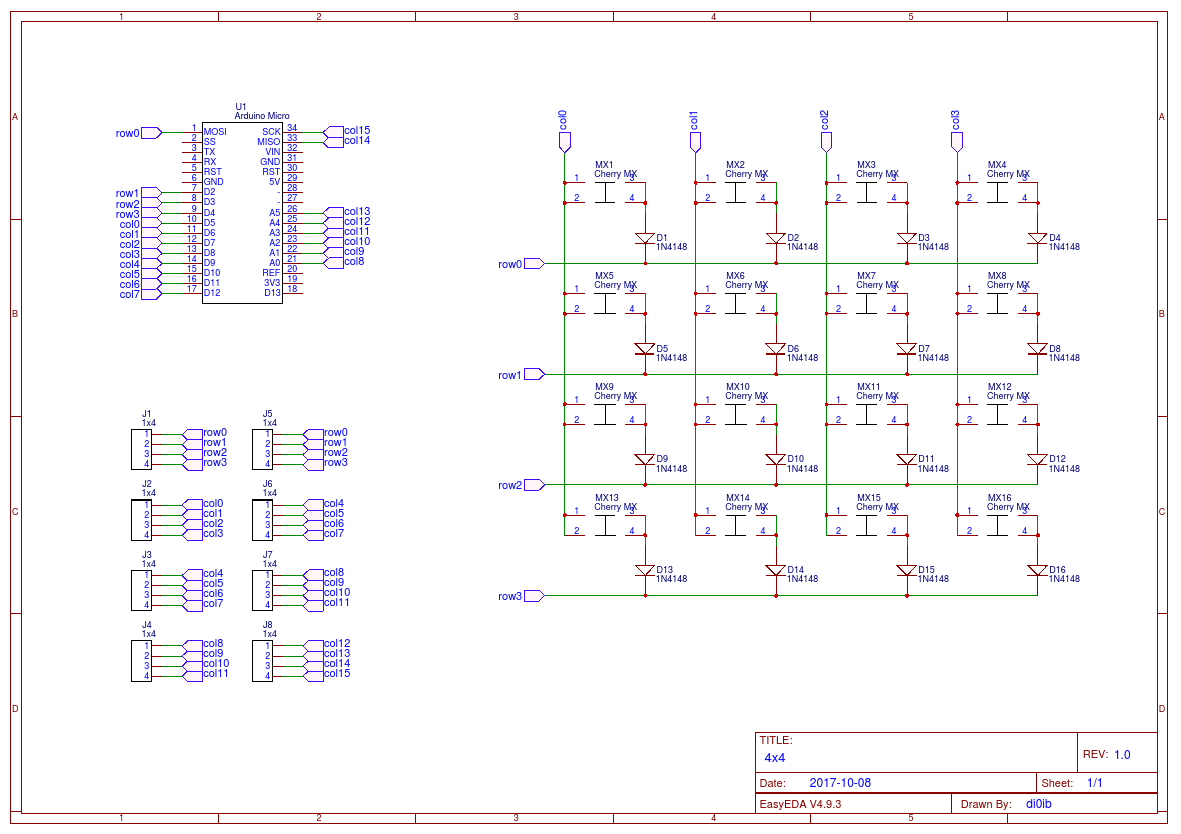 1 2 3 4 5
A A
U1
Arduino Micro
row0 1 MOSI SCK 34 col15
2 SS MISO 33 col14
3 TX VIN 32
4 RX GND 31
5 RST RST 30
6 GND 5V 29
row1 7 D2 - 28
row2 8 D3 - 27
row3 9 D4 A5 26 col13
col0 10 D5 A4 25 col12
col1 11 D6 A3 24 col11
col2 12 D7 A2 23 col10
col3 13 D8 A1 22 col9
col4 14 D9 A0 21 col8
col5 15 D10 REF 20
col6 16 D11 3V3 19
col7 17 D12 D13 18
col0 col1 col2 col3
MX1 MX2 MX3 MX4
Cherry MX Cherry MX Cherry MX Cherry MX
1 3 1 3 1 3 1 3
2 4 2 4 2 4 2 4
D1 D2 D3 D4
1N4148 1N4148 1N4148 1N4148
row0
MX5 MX6 MX7 MX8
Cherry MX Cherry MX Cherry MX Cherry MX
1 3 1 3 1 3 1 3
2 4 2 4 2 4 2 4
B B
D5 D6 D7 D8
1N4148 1N4148 1N4148 1N4148
row1
MX9 MX10 MX11 MX12
Cherry MX Cherry MX Cherry MX Cherry MX
1 3 1 3 1 3 1 3
2 4 2 4 2 4 2 4
D9 D10 D11 D12
1N4148 1N4148 1N4148 1N4148
row2
MX13 MX14 MX15 MX16
Cherry MX Cherry MX Cherry MX Cherry MX
1 3 1 3 1 3 1 3
2 4 2 4 2 4 2 4
C C
D13 D14 D15 D16
1N4148 1N4148 1N4148 1N4148
row3
J1 J5
1x4 1x4
1 row0 1 row0
2 row1 2 row1
3 row2 3 row2
4 row3 4 row3
J2 J6
1x4 1x4
1 col0 1 col4
2 col1 2 col5
3 col2 3 col6
4 col3 4 col7
J3 J7
1x4 1x4
1 col4 1 col8
2 col5 2 col9
3 col6 3 col10
4 col7 4 col11
J4 J8
1x4 1x4
1 col8 1 col12
2 col9 2 col13
3 col10 3 col14
4 col11 4 col15
D D
TITLE:
4x4
REV: 1.0
Date: 2017-10-08 Sheet: 1/1
EasyEDA V4.9.3 Drawn By: di0ib
1 2 3 4 5